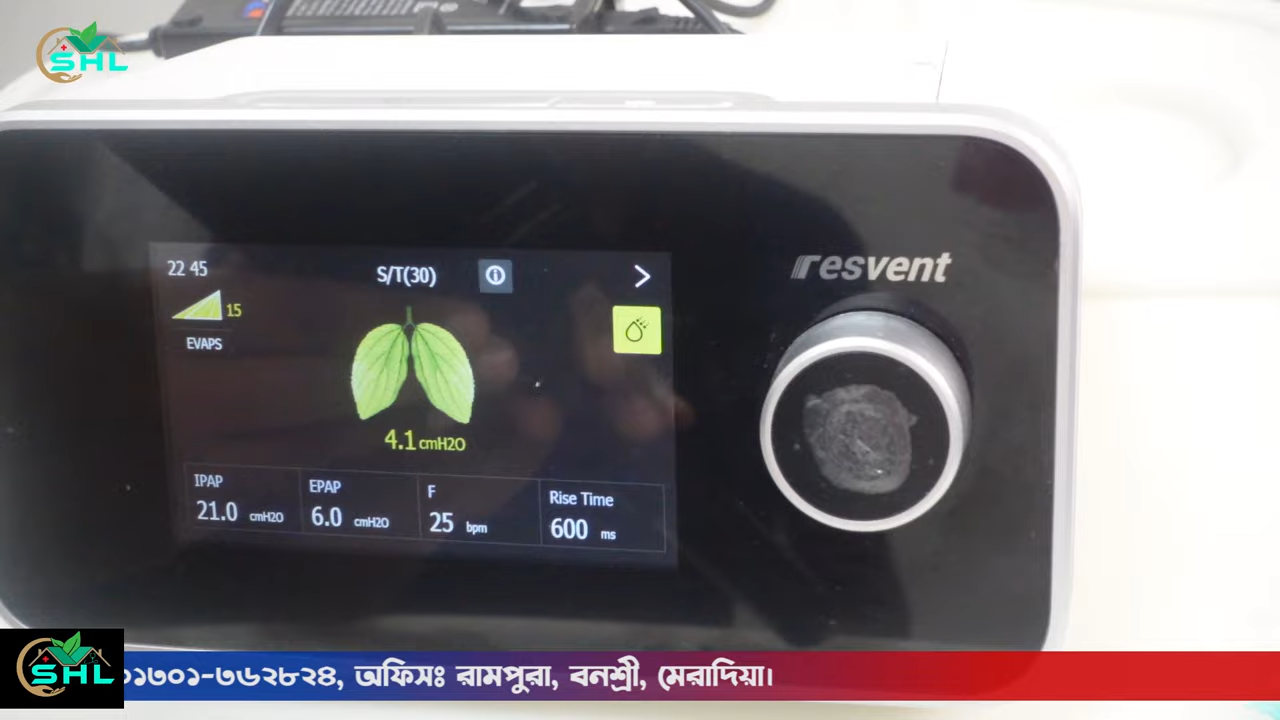 SHL
resvent
22 45
S/T(30)
15
EVAPS
4.1 cmH2O
IPAP
21.0 cmH2O
EPAP
6.0 cmH2O
F
25 bpm
Rise Time
600 ms
SHL
০১৩০১-৩৬২৮২৪, অফিসঃ রামপুরা, বনশ্রী, মেরাদিয়া।